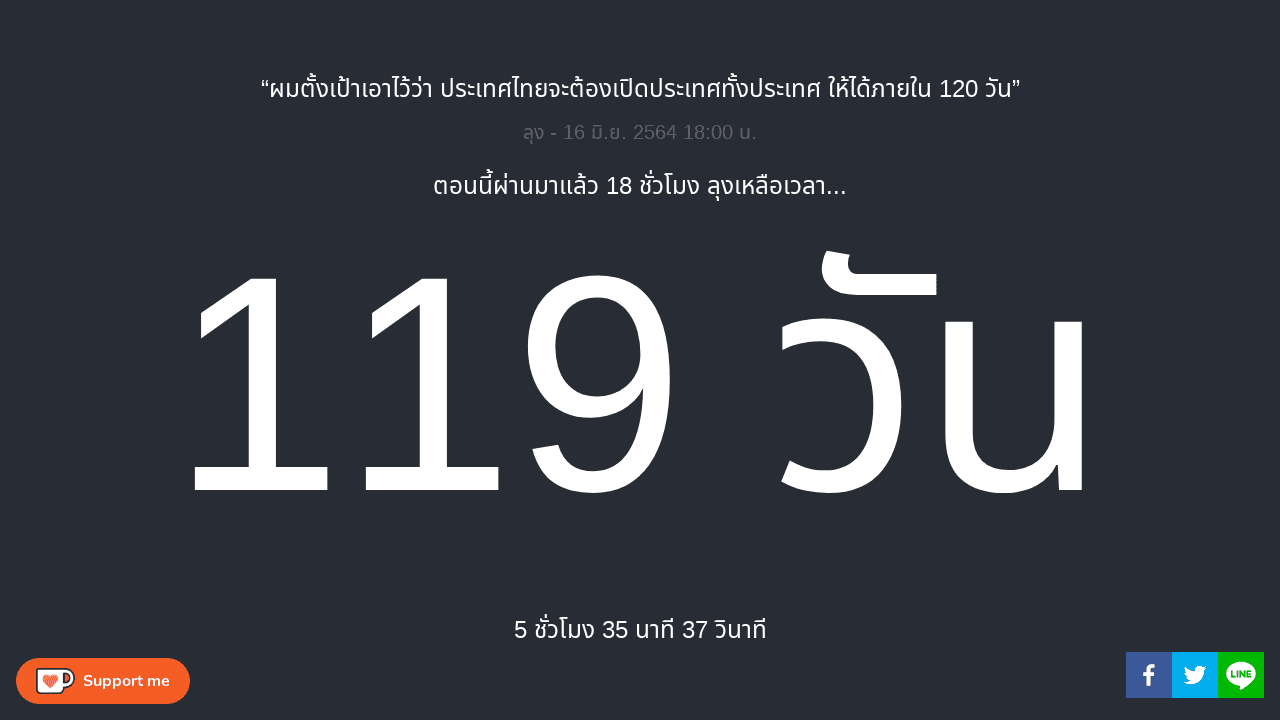 “ผมตั้งเป้าเอาไว้ว่า ประเทศไทยจะต้องเปิดประเทศทั้งประเทศ ให้ได้ภายใน 120 วัน”
ลุง - 16 มิ.ย. 2564 18:00 น.
ตอนนี้ผ่านมาแล้ว 18 ชั่วโมง ลุงเหลือเวลา...
119 วัน
5 ชั่วโมง 35 นาที 37 วินาที
Support me
LINE